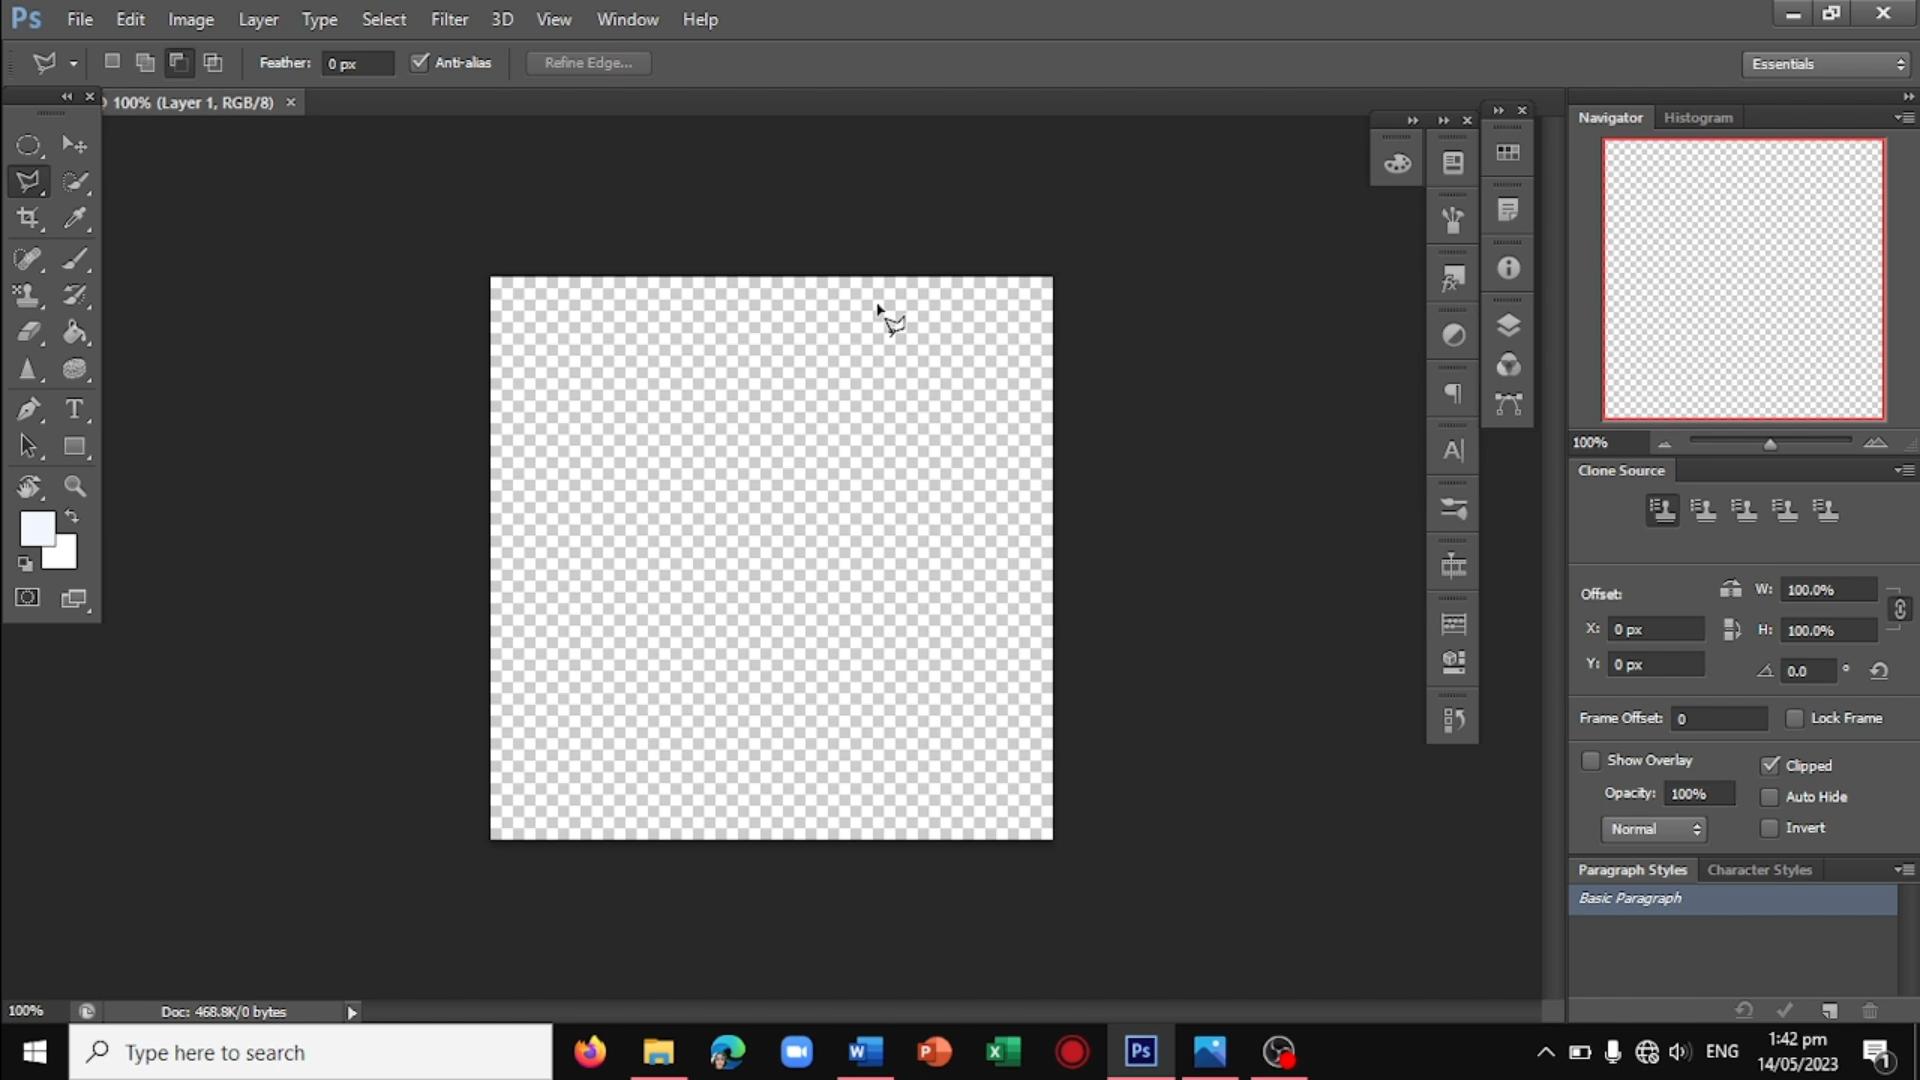 Ps File Edit Image Layer Type Select Filter 3D View Window Help
Feather: 0 px Anti-alias Refine Edge... Essentials
100% (Layer 1, RGB/8)
Navigator Histogram
100%
Clone Source
Offset: W: 100.0%
X: 0 px H: 100.0%
Y: 0 px 0.0 °
Frame Offset: 0 Lock Frame
Show Overlay Clipped
Opacity: 100% Auto Hide
Normal Invert
Paragraph Styles Character Styles
Basic Paragraph
100% Doc: 468.8K/0 bytes
Type here to search
Ps
ENG
1:42 pm
14/05/2023
1